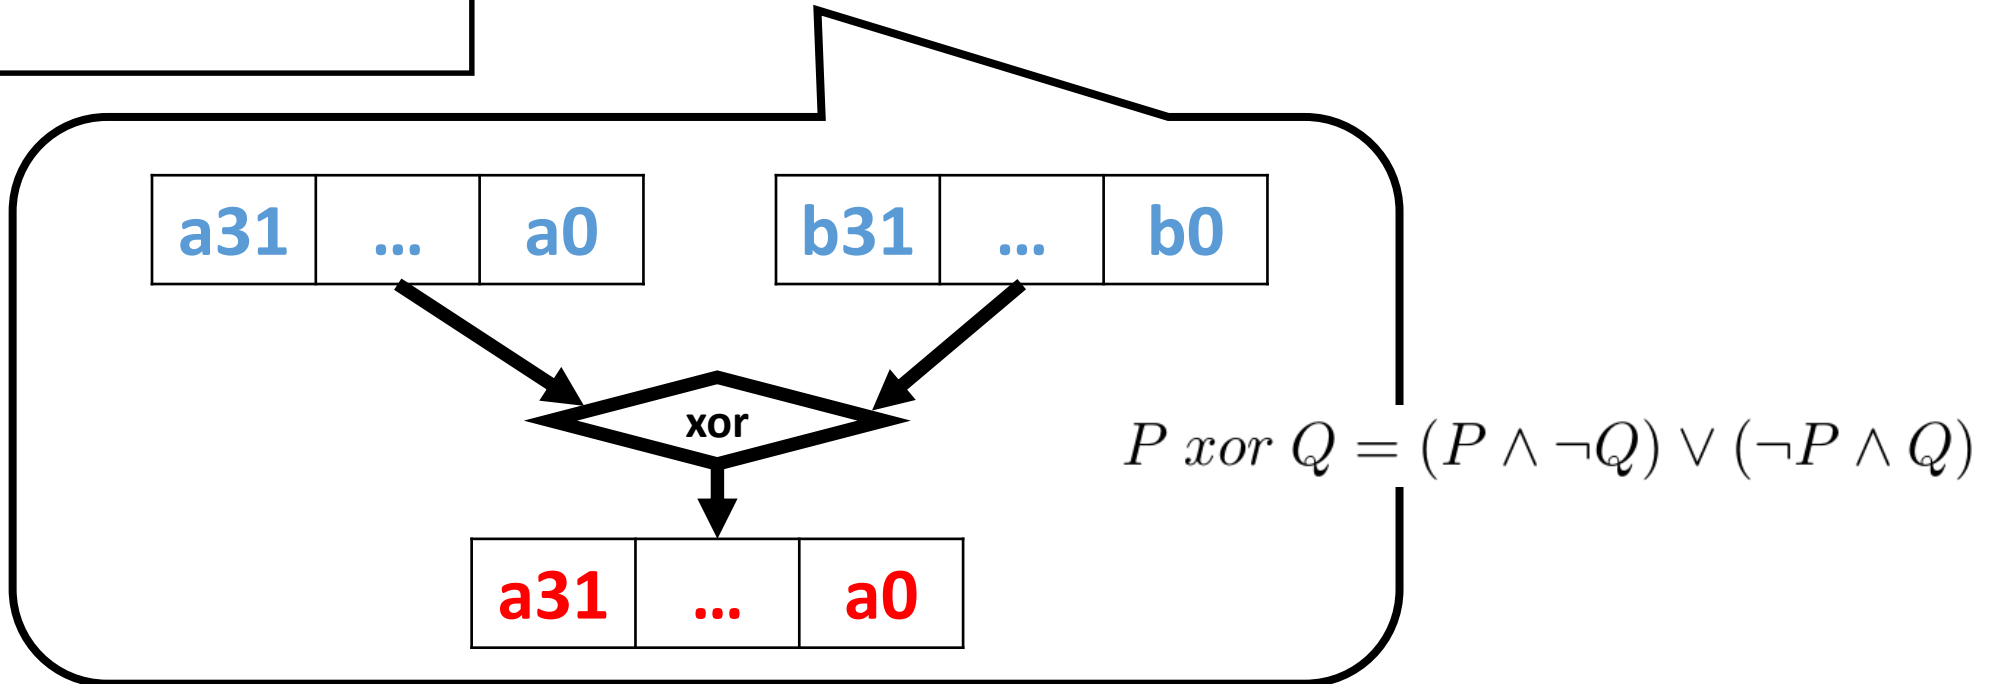 a31 ... a0 b31 ... b0
xor
P xor Q = (P ∧ ¬Q) ∨ (¬P ∧ Q)
a31 ... a0